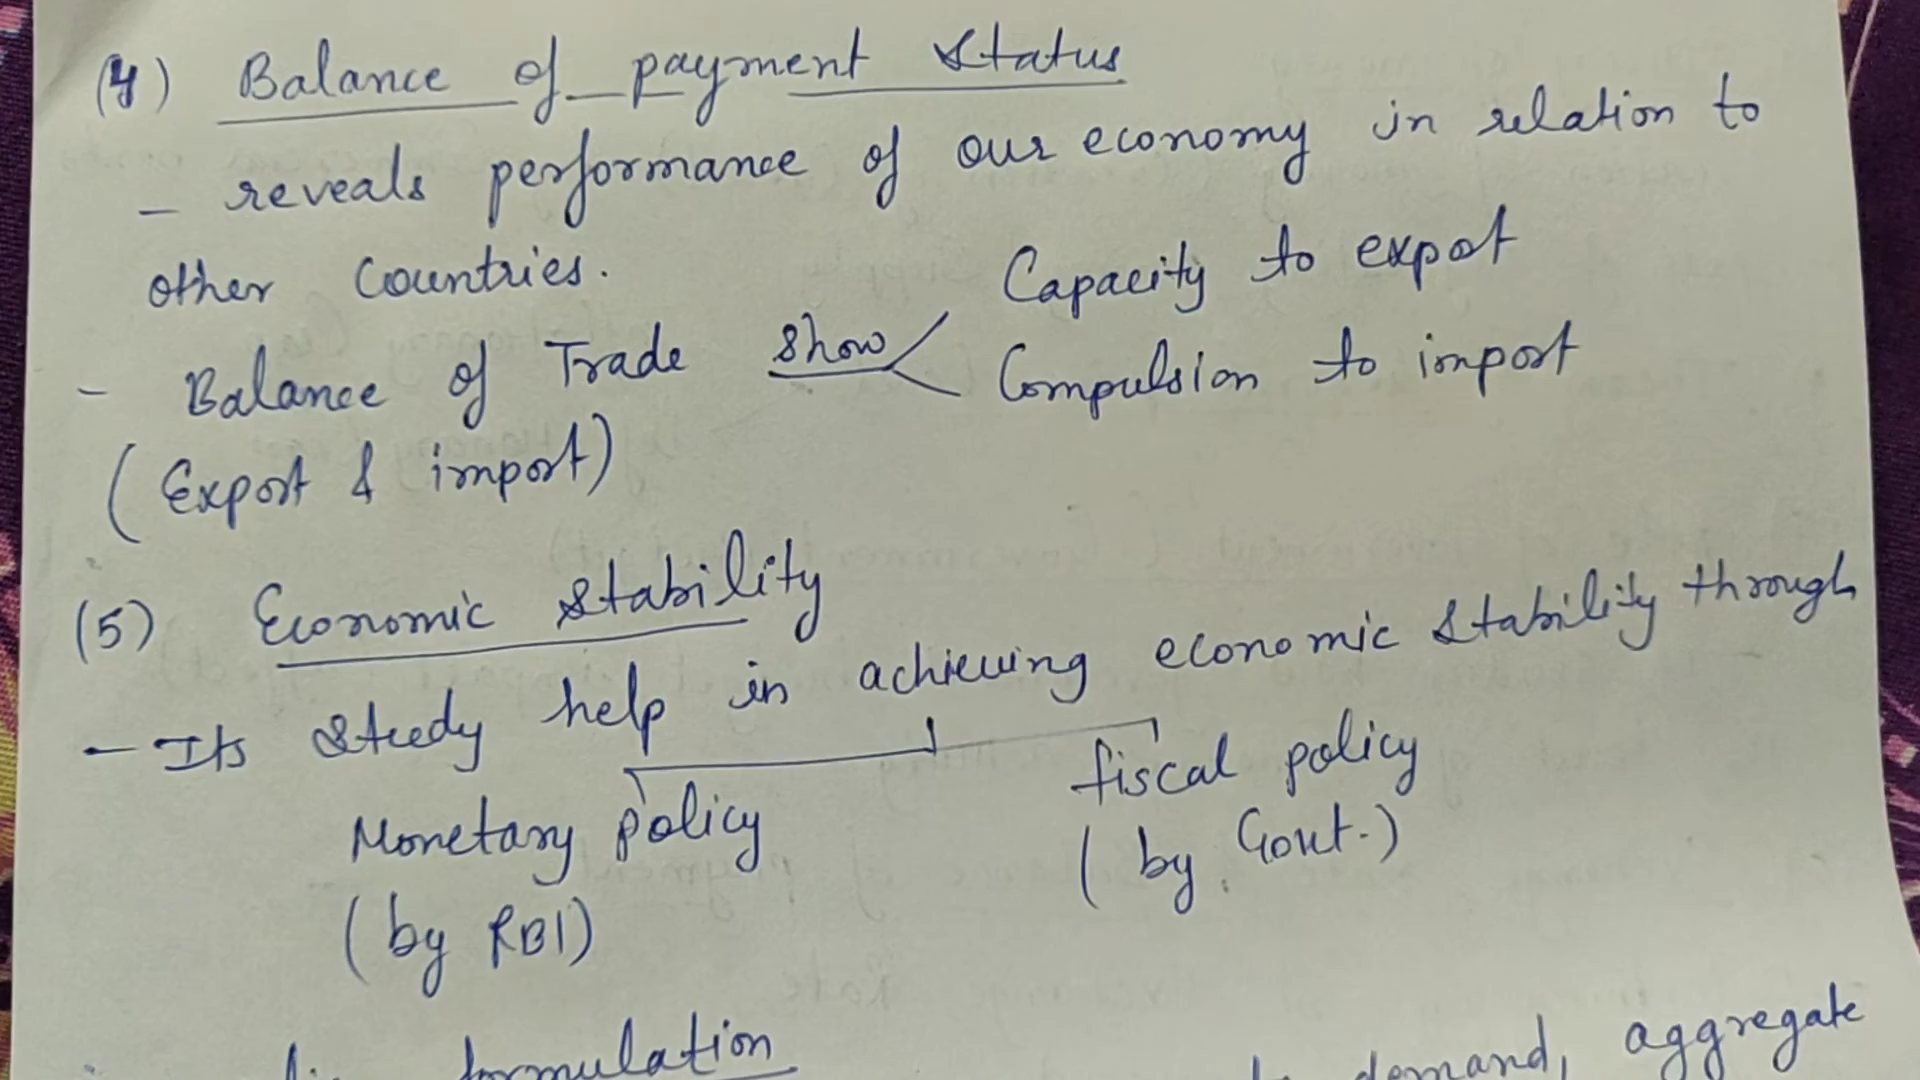 (4) Balance of payment status
- reveals performance of our economy in relation to
other Countries.
- Balance of Trade show Capacity to export
Compulsion to import
(Export & import)
(5) Economic stability
- Its study help in achieving economic stability through
Monetary policy fiscal policy
(by RBI) (by Govt.)
formulation
demand, aggregate